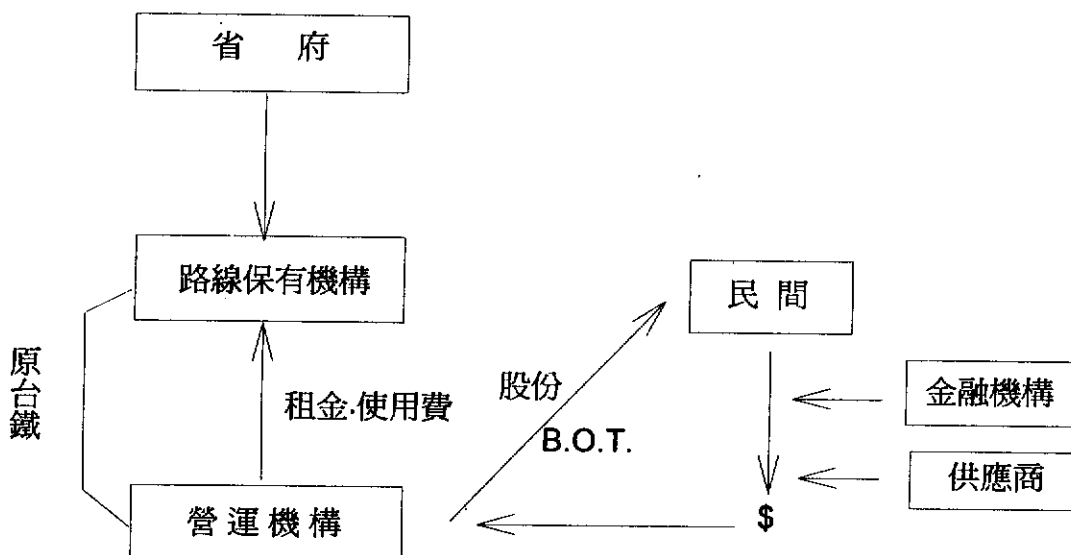 省 府
路線保有機構
民 間
原台鐵
租金.使用費
股份
B.O.T.
金融機構
供應商
營運機構
$